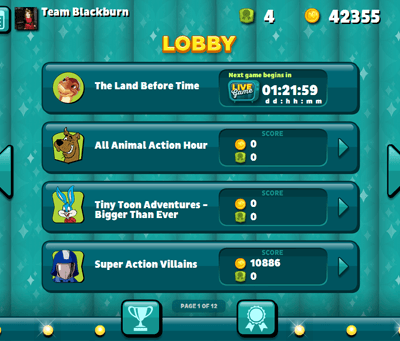 Team Blackburn
4
42355
LOBBY
The Land Before Time
Next game begins in
LIVE
Game
01:21:59
dd:hh:mm
All Animal Action Hour
SCORE
0
0
Tiny Toon Adventures -
Bigger Than Ever
SCORE
0
0
Super Action Villains
SCORE
10886
0
PAGE 1 OF 12